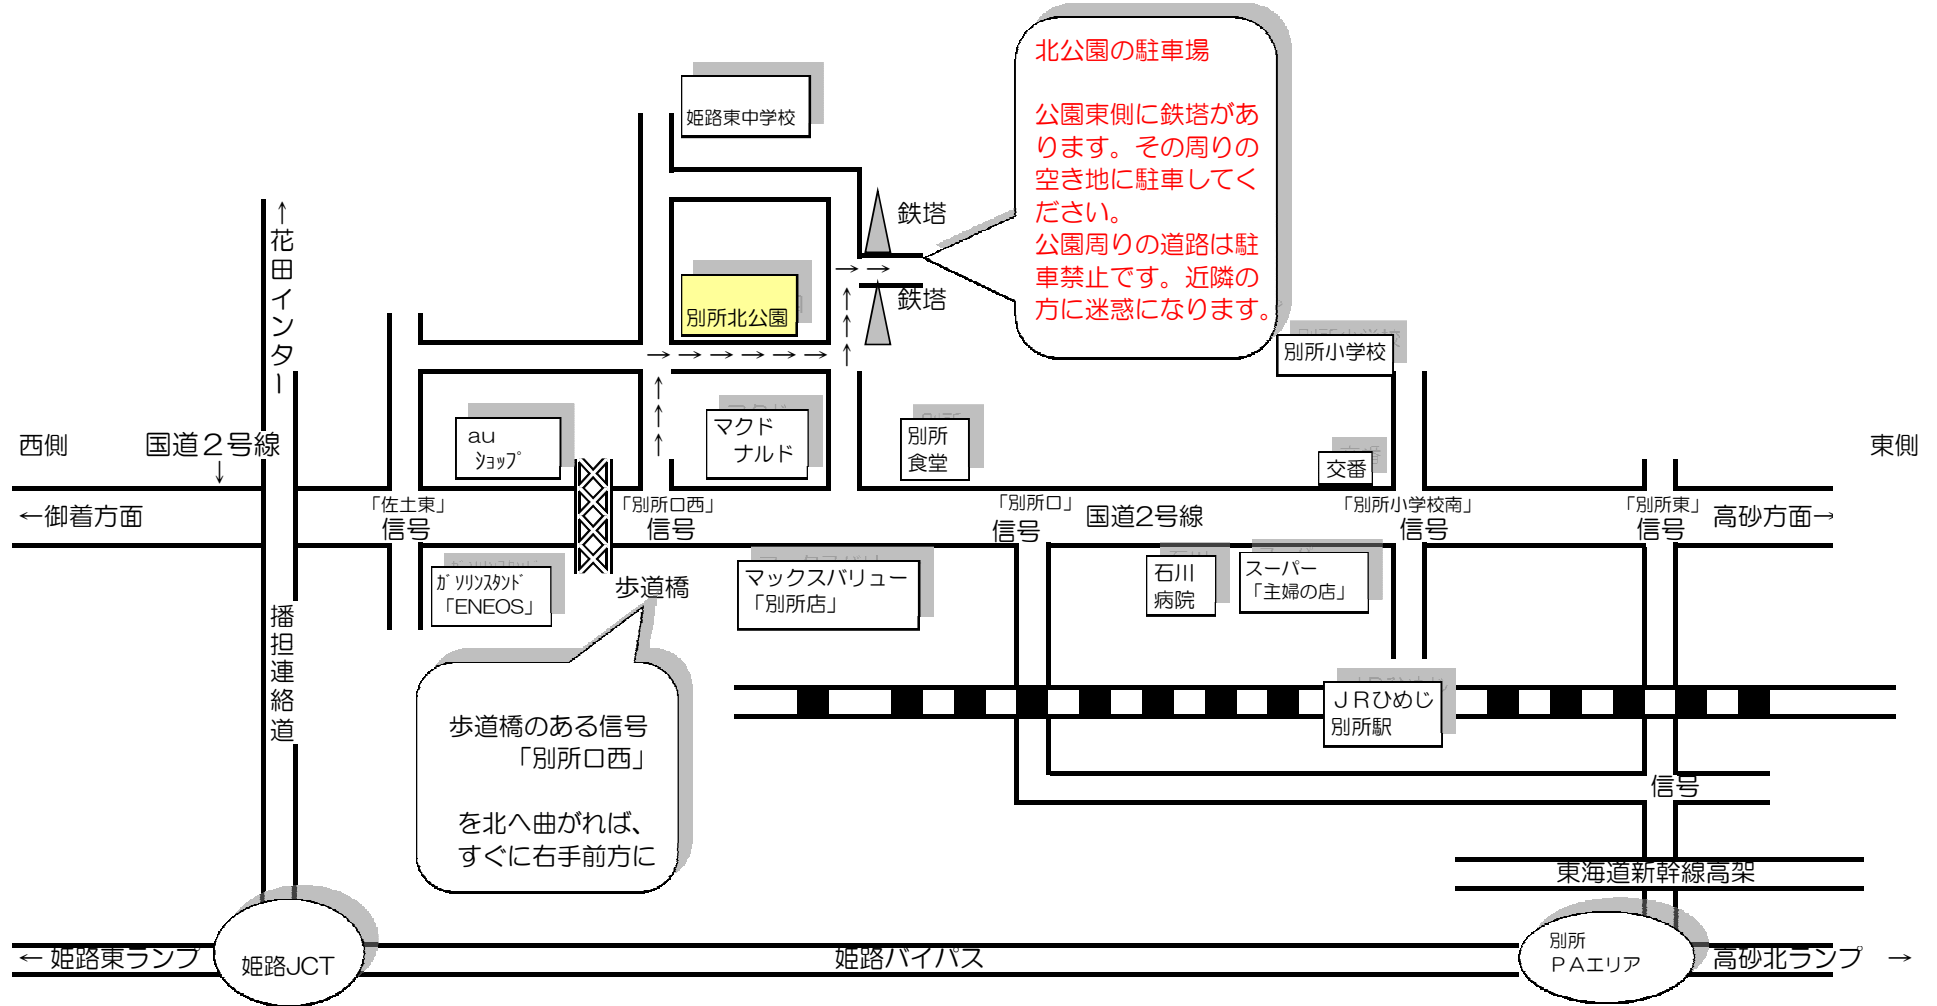 北公園の駐車場
公園東側に鉄塔があ
ります。その周りの
空き地に駐車してく
ださい。
公園周りの道路は駐
車禁止です。近隣の
方に迷惑になります。
姫路東中学校
鉄塔
鉄塔
↑花田インター
別所北公園
別所小学校
西側
国道2号線
↓
au
ショップ
マクド
ナルド
別所
食堂
交番
東側
←御着方面
「佐土東」
信号
「別所口西」
信号
「別所口」
信号
国道2号線
「別所小学校南」
信号
「別所東」
信号
高砂方面→
ガソリンスタンド
「ENEOS」
歩道橋
マックスバリュー
「別所店」
石川
病院
スーパー
「主婦の店」
播担連絡道
歩道橋のある信号
「別所口西」
を北へ曲がれば、
すぐに右手前方に
JRひめじ
別所駅
信号
東海道新幹線高架
← 姫路東ランプ
姫路JCT
姫路バイパス
別所
PAエリア
高砂北ランプ →